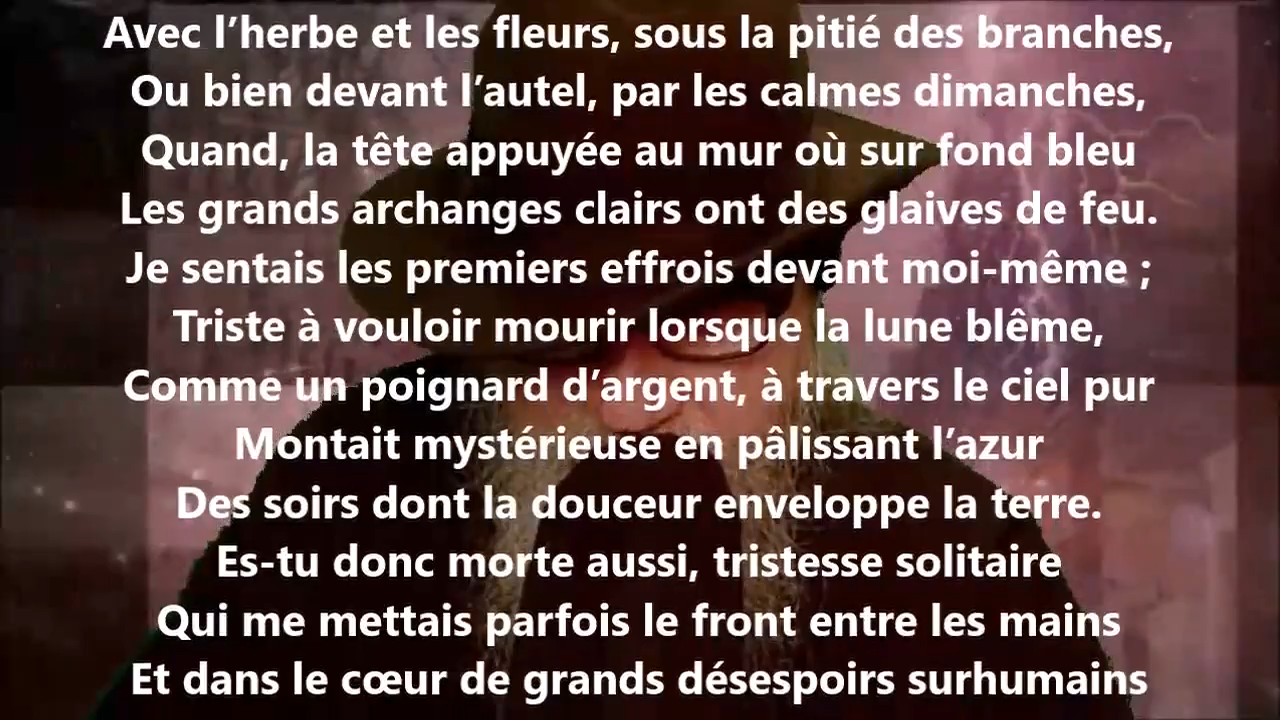 Avec l’herbe et les fleurs, sous la pitié des branches,
Ou bien devant l’autel, par les calmes dimanches,
Quand, la tête appuyée au mur où sur fond bleu
Les grands archanges clairs ont des glaives de feu.
Je sentais les premiers effrois devant moi-même ;
Triste à vouloir mourir lorsque la lune blême,
Comme un poignard d’argent, à travers le ciel pur
Montait mystérieuse en pâlissant l’azur
Des soirs dont la douceur enveloppe la terre.
Es-tu donc morte aussi, tristesse solitaire
Qui me mettais parfois le front entre les mains
Et dans le cœur de grands désespoirs surhumains